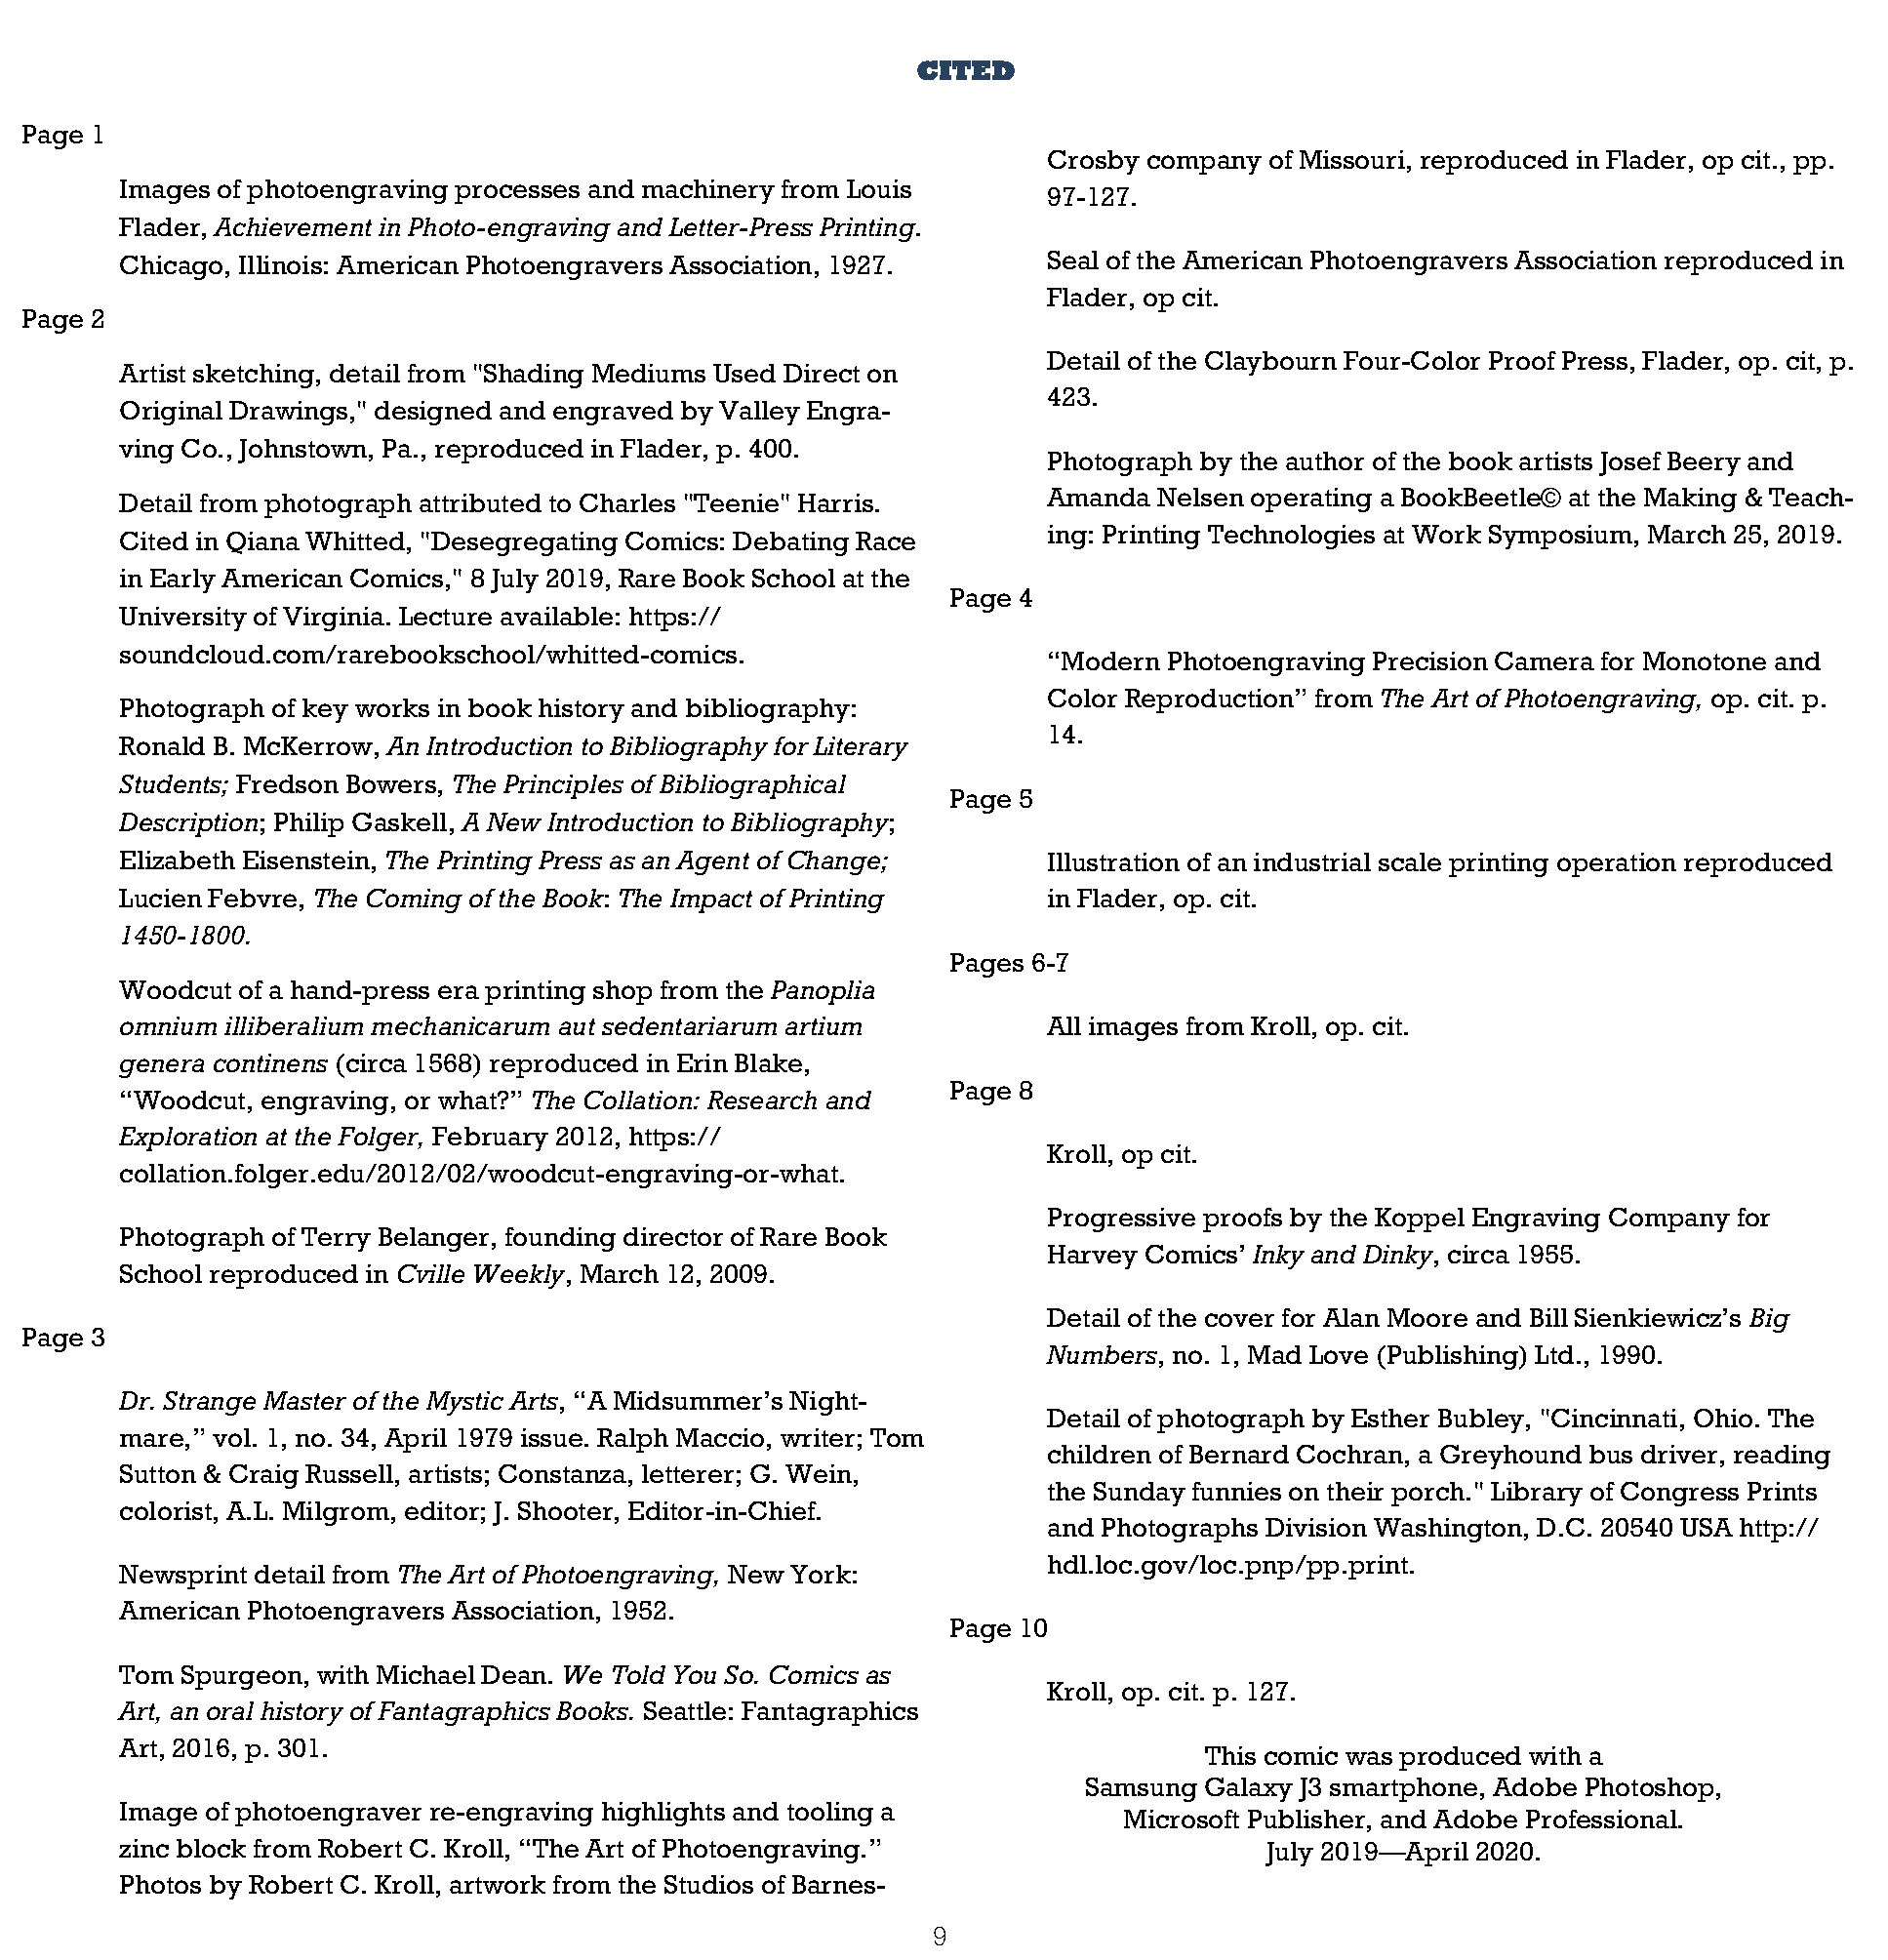 CITED
Page 1
Images of photoengraving processes and machinery from Louis
Flader, Achievement in Photo-engraving and Letter-Press Printing.
Chicago, Illinois: American Photoengravers Association, 1927.
Page 2
Artist sketching, detail from "Shading Mediums Used Direct on
Original Drawings," designed and engraved by Valley Engra-
ving Co., Johnstown, Pa., reproduced in Flader, p. 400.
Detail from photograph attributed to Charles "Teenie" Harris.
Cited in Qiana Whitted, "Desegregating Comics: Debating Race
in Early American Comics," 8 July 2019, Rare Book School at the
University of Virginia. Lecture available: https://
soundcloud.com/rarebookschool/whitted-comics.
Photograph of key works in book history and bibliography:
Ronald B. McKerrow, An Introduction to Bibliography for Literary
Students; Fredson Bowers, The Principles of Bibliographical
Description; Philip Gaskell, A New Introduction to Bibliography;
Elizabeth Eisenstein, The Printing Press as an Agent of Change;
Lucien Febvre, The Coming of the Book: The Impact of Printing
1450-1800.
Woodcut of a hand-press era printing shop from the Panoplia
omnium illiberalium mechanicarum aut sedentariarum artium
genera continens (circa 1568) reproduced in Erin Blake,
“Woodcut, engraving, or what?” The Collation: Research and
Exploration at the Folger, February 2012, https://
collation.folger.edu/2012/02/woodcut-engraving-or-what.
Photograph of Terry Belanger, founding director of Rare Book
School reproduced in Cville Weekly, March 12, 2009.
Page 3
Dr. Strange Master of the Mystic Arts, “A Midsummer’s Night-
mare,” vol. 1, no. 34, April 1979 issue. Ralph Maccio, writer; Tom
Sutton & Craig Russell, artists; Constanza, letterer; G. Wein,
colorist, A.L. Milgrom, editor; J. Shooter, Editor-in-Chief.
Newsprint detail from The Art of Photoengraving, New York:
American Photoengravers Association, 1952.
Tom Spurgeon, with Michael Dean. We Told You So. Comics as
Art, an oral history of Fantagraphics Books. Seattle: Fantagraphics
Art, 2016, p. 301.
Image of photoengraver re-engraving highlights and tooling a
zinc block from Robert C. Kroll, “The Art of Photoengraving.”
Photos by Robert C. Kroll, artwork from the Studios of Barnes-
Crosby company of Missouri, reproduced in Flader, op cit., pp.
97-127.
Seal of the American Photoengravers Association reproduced in
Flader, op cit.
Detail of the Claybourn Four-Color Proof Press, Flader, op. cit, p.
423.
Photograph by the author of the book artists Josef Beery and
Amanda Nelsen operating a BookBeetle© at the Making & Teach-
ing: Printing Technologies at Work Symposium, March 25, 2019.
Page 4
“Modern Photoengraving Precision Camera for Monotone and
Color Reproduction” from The Art of Photoengraving, op. cit. p.
14.
Page 5
Illustration of an industrial scale printing operation reproduced
in Flader, op. cit.
Pages 6-7
All images from Kroll, op. cit.
Page 8
Kroll, op cit.
Progressive proofs by the Koppel Engraving Company for
Harvey Comics’ Inky and Dinky, circa 1955.
Detail of the cover for Alan Moore and Bill Sienkiewicz’s Big
Numbers, no. 1, Mad Love (Publishing) Ltd., 1990.
Detail of photograph by Esther Bubley, "Cincinnati, Ohio. The
children of Bernard Cochran, a Greyhound bus driver, reading
the Sunday funnies on their porch." Library of Congress Prints
and Photographs Division Washington, D.C. 20540 USA http://
hdl.loc.gov/loc.pnp/pp.print.
Page 10
Kroll, op. cit. p. 127.
This comic was produced with a
Samsung Galaxy J3 smartphone, Adobe Photoshop,
Microsoft Publisher, and Adobe Professional.
July 2019—April 2020.
9